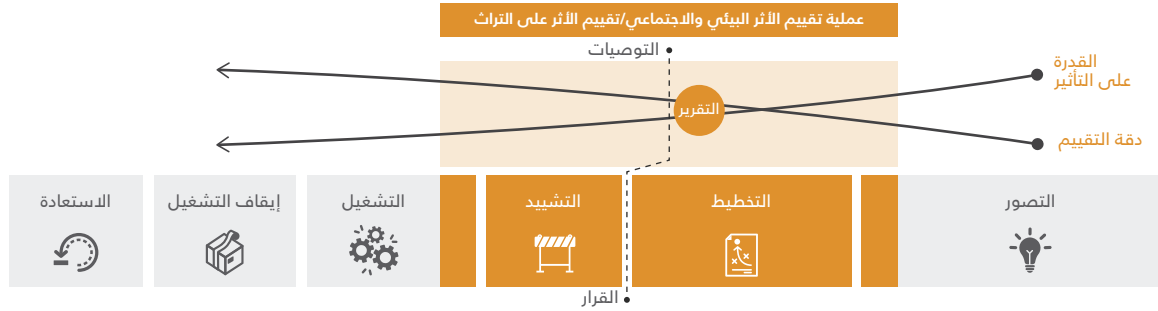 عملية تقييم الأثر البيئي والاجتماعي/تقييم الأثر على التراث
التوصيات
القدرة
على التأثير
التقرير
دقة التقييم
التصور
التخطيط
التشييد
التشغيل
إيقاف التشغيل
الاستعادة
القرار